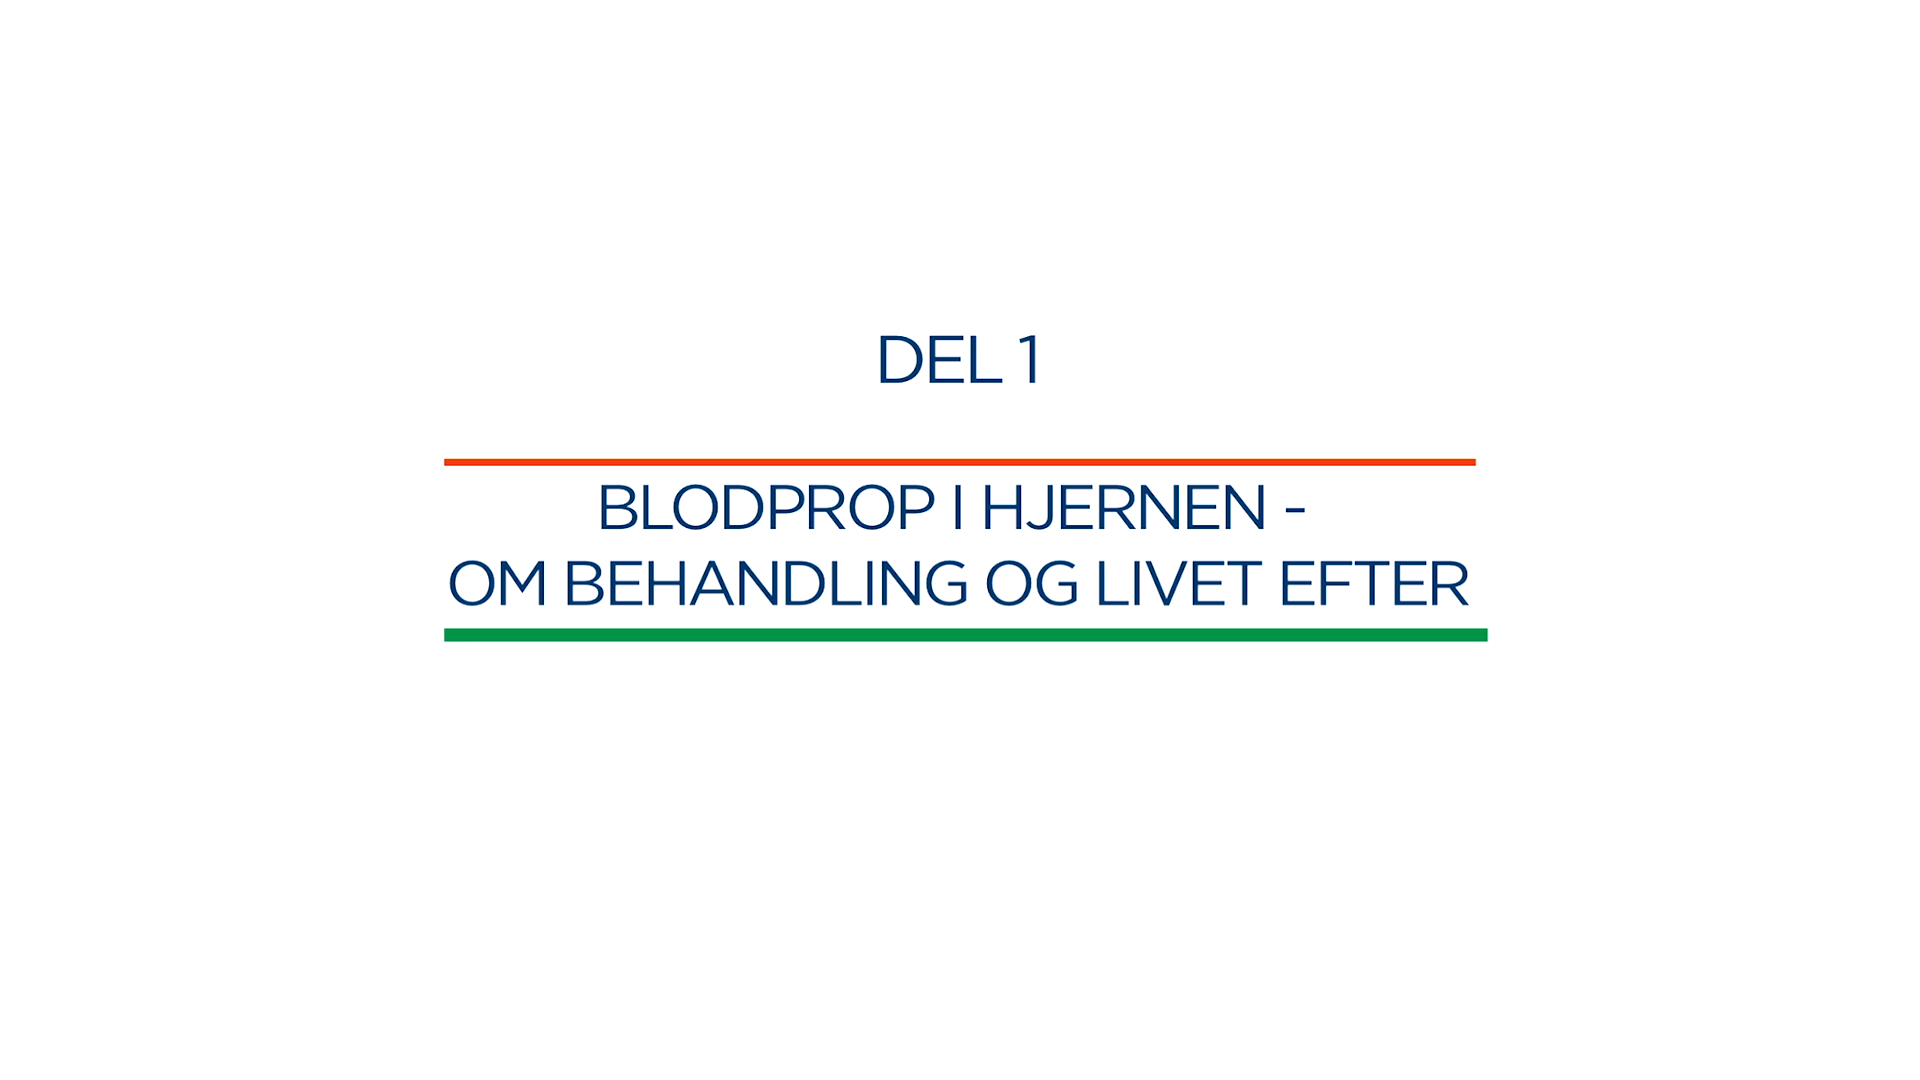 DEL 1
BLODPROP I HJERNEN -
OM BEHANDLING OG LIVET EFTER